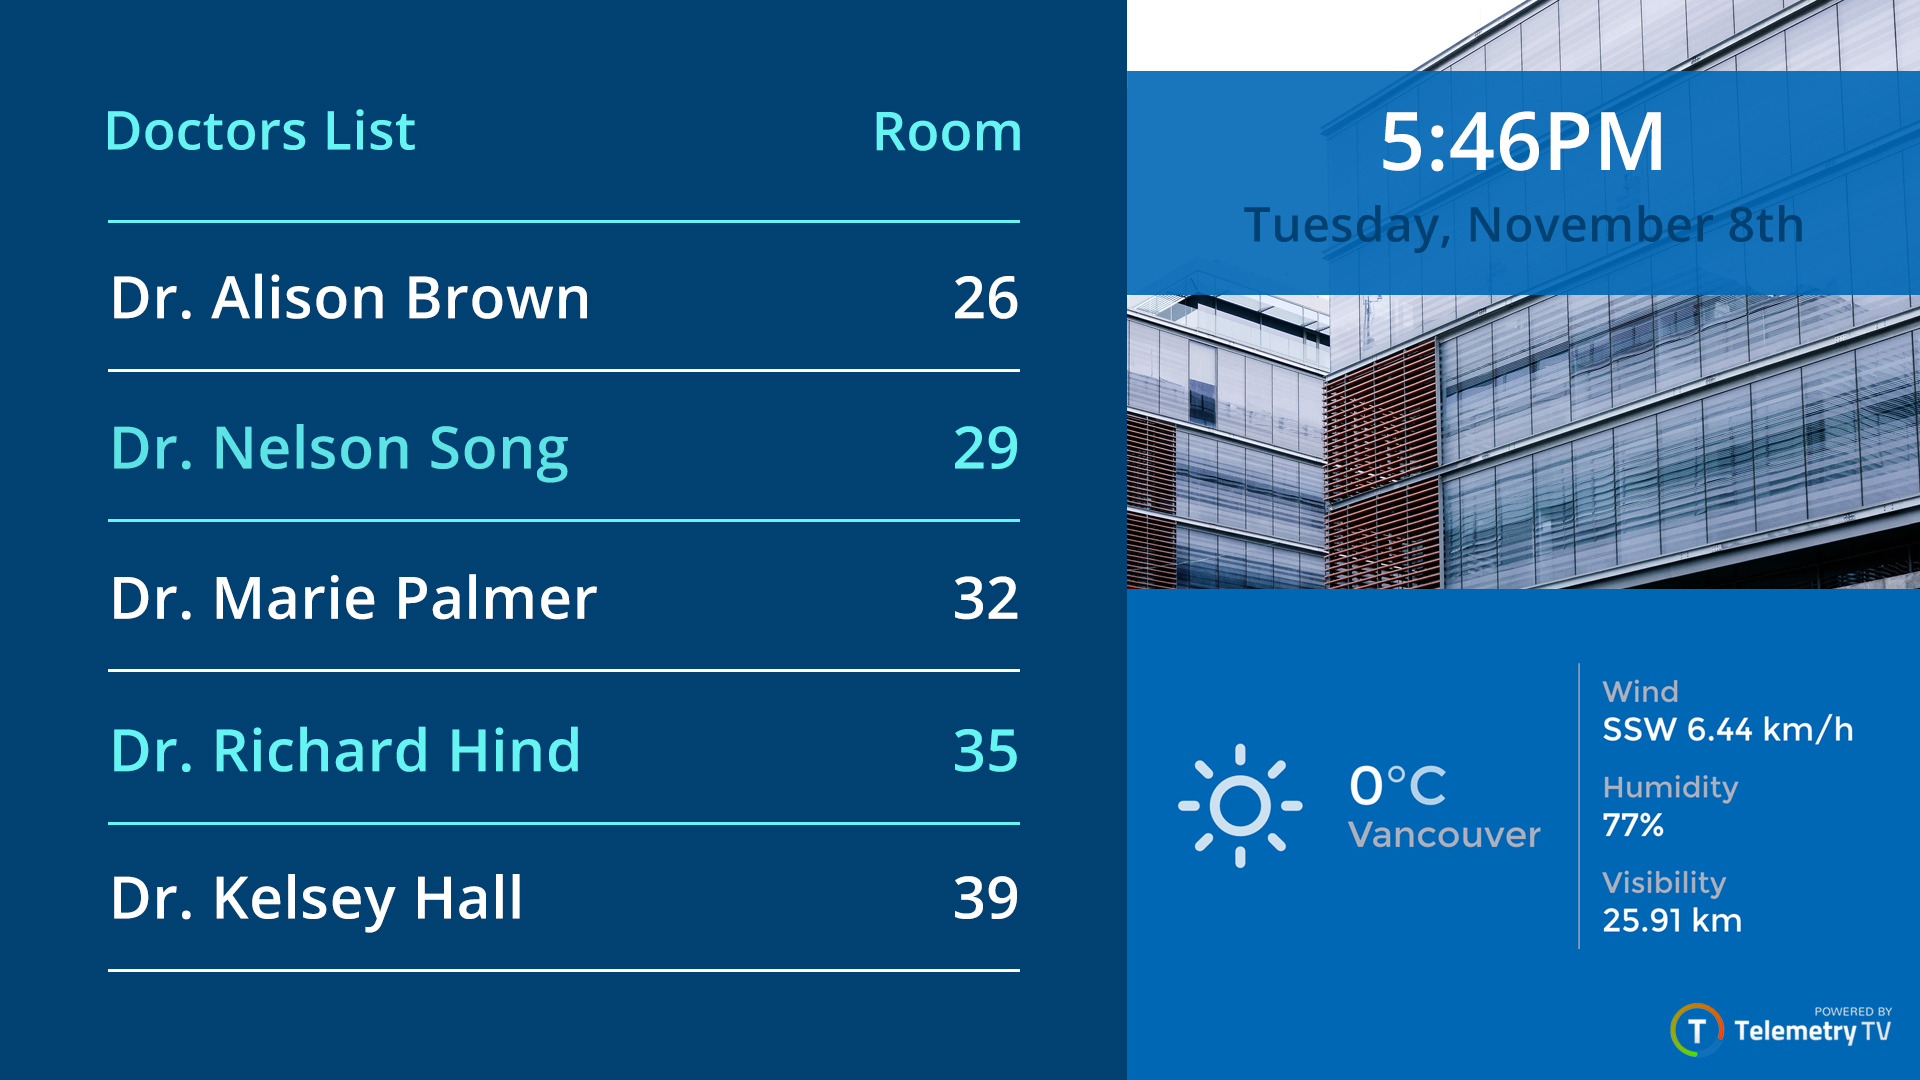 Doctors List Room
Dr. Alison Brown 26
Dr. Nelson Song 29
Dr. Marie Palmer 32
Dr. Richard Hind 35
Dr. Kelsey Hall 39
5:46PM
Tuesday, November 8th
0°C
Vancouver
Wind
SSW 6.44 km/h
Humidity
77%
Visibility
25.91 km
POWERED BY
T TelemetryTV